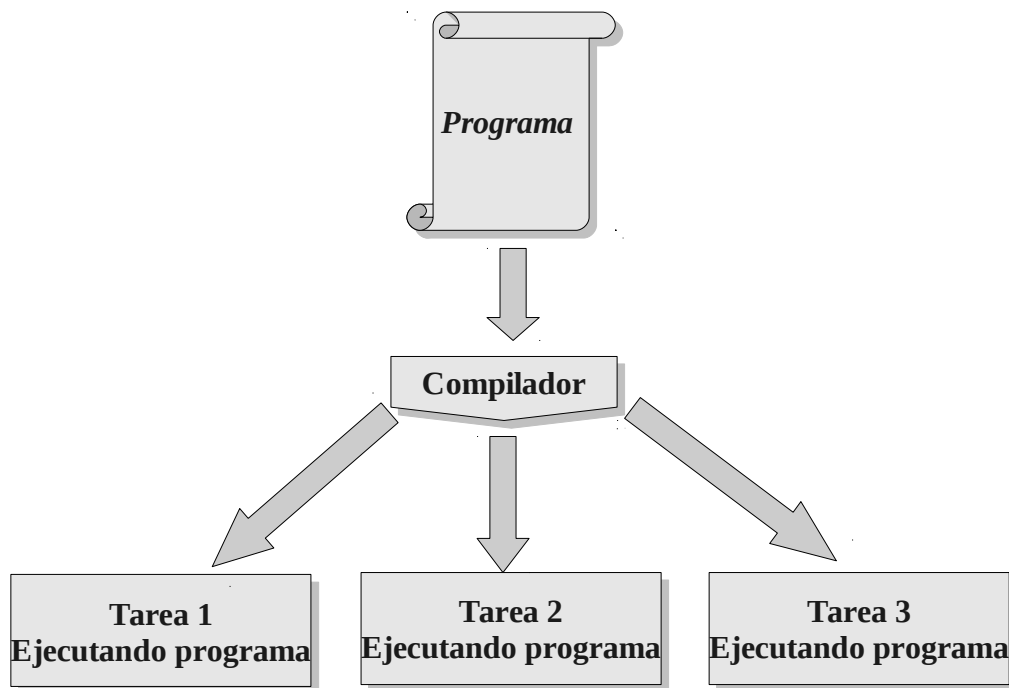 Programa
Compilador
Tarea 1
Ejecutando programa
Tarea 2
Ejecutando programa
Tarea 3
Ejecutando programa